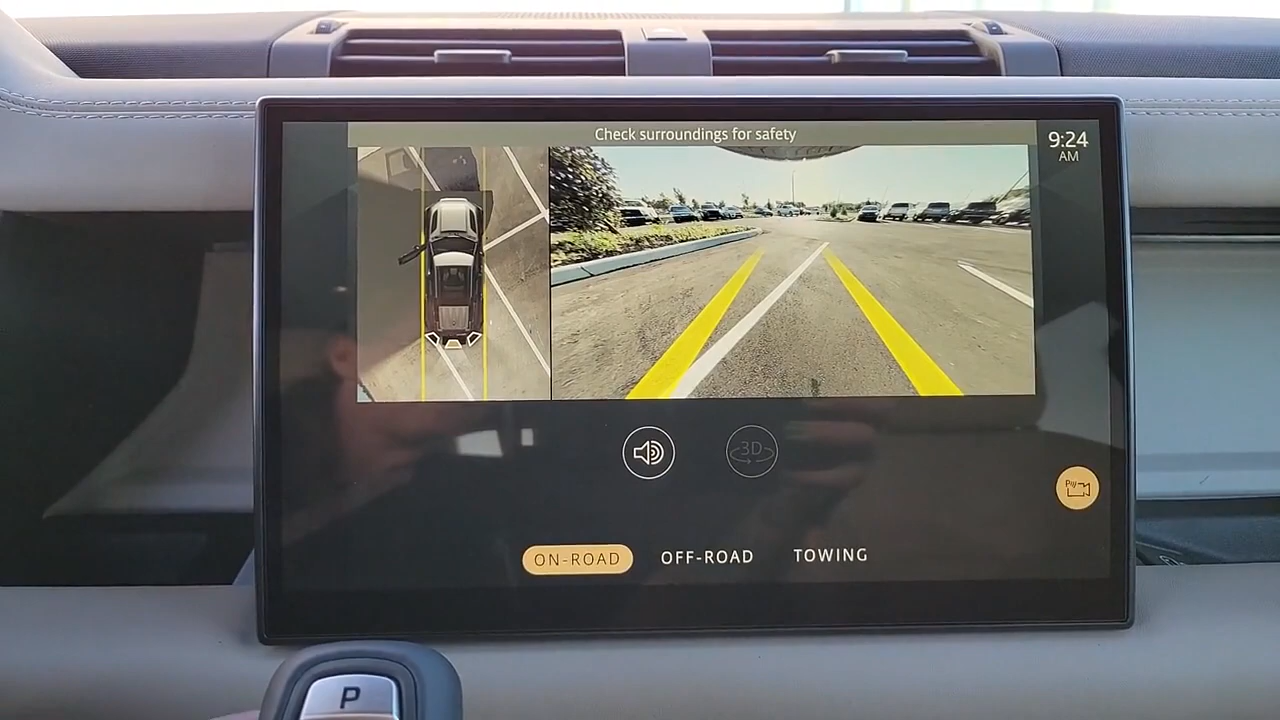 Check surroundings for safety
9:24
AM
3D
P
ON-ROAD
OFF-ROAD
TOWING
P